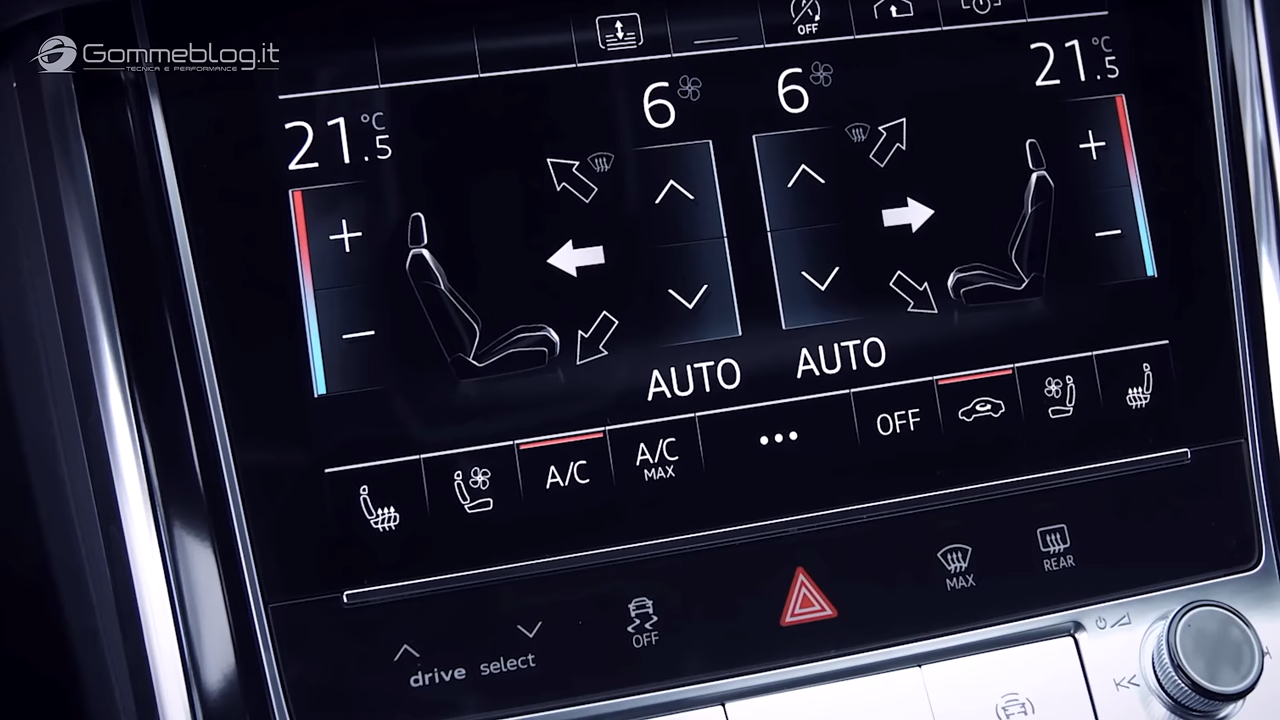 Gommeblog.it
TECNICA E PERFORMANCE
OFF
21.5 °C
6
6
21.5 °C
AUTO
AUTO
A/C
A/C
MAX
OFF
drive select
OFF
MAX
REAR